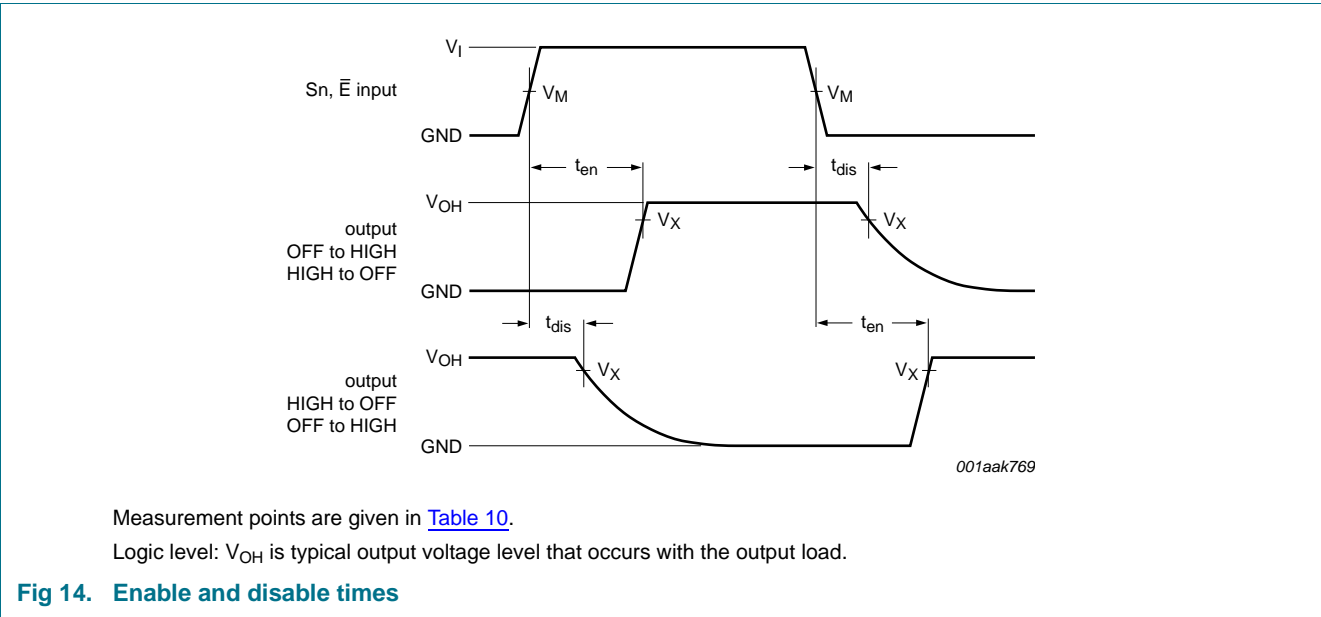 V_I
Sn, E̅ input
V_M
V_M
GND
t_en
t_dis
V_OH
output
OFF to HIGH
HIGH to OFF
V_X
V_X
GND
t_dis
t_en
V_OH
output
HIGH to OFF
OFF to HIGH
V_X
V_X
GND
001aak769
Measurement points are given in Table 10.
Logic level: V_OH is typical output voltage level that occurs with the output load.
Fig 14. Enable and disable times